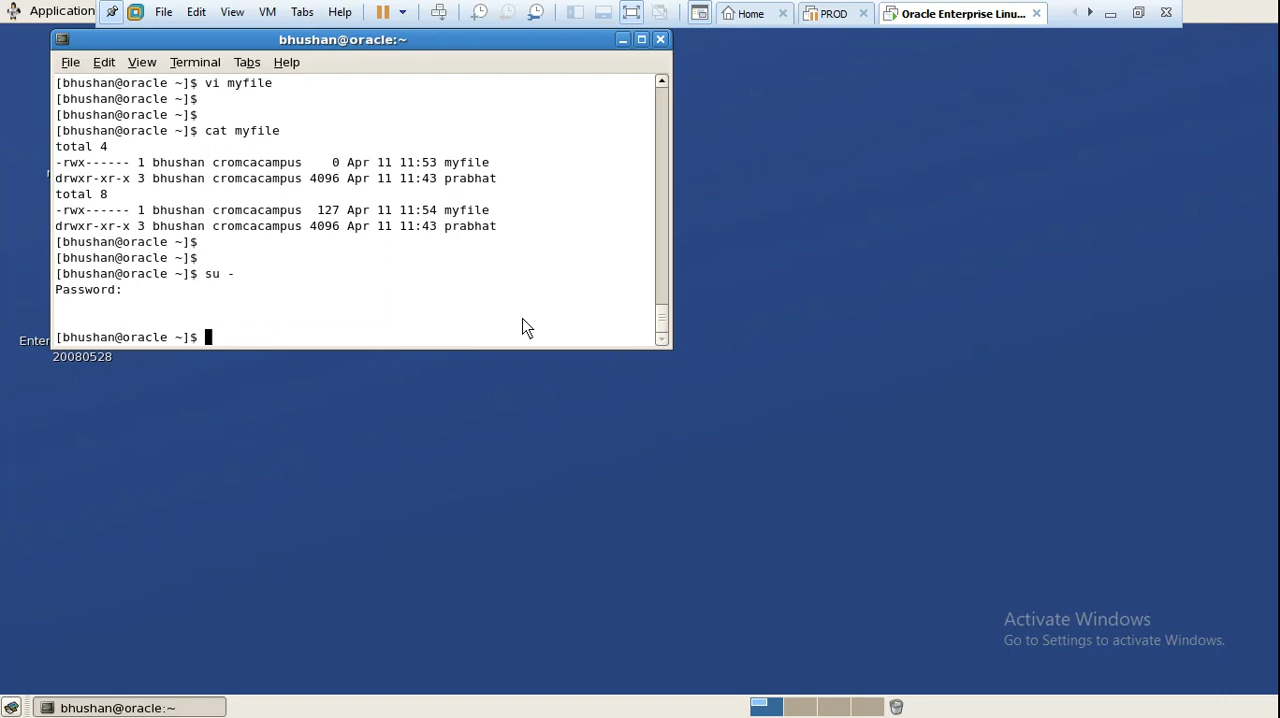 Application File Edit View VM Tabs Help Home PROD Oracle Enterprise Linu...
bhushan@oracle:~
File Edit View Terminal Tabs Help
[bhushan@oracle ~]$ vi myfile
[bhushan@oracle ~]$
[bhushan@oracle ~]$
[bhushan@oracle ~]$ cat myfile
total 4
-rwx------ 1 bhushan cromcacampus    0 Apr 11 11:53 myfile
drwxr-xr-x 3 bhushan cromcacampus 4096 Apr 11 11:43 prabhat
total 8
-rwx------ 1 bhushan cromcacampus  127 Apr 11 11:54 myfile
drwxr-xr-x 3 bhushan cromcacampus 4096 Apr 11 11:43 prabhat
[bhushan@oracle ~]$
[bhushan@oracle ~]$
[bhushan@oracle ~]$ su -
Password:
[bhushan@oracle ~]$
Enter
20080528
Activate Windows
Go to Settings to activate Windows.
bhushan@oracle:~